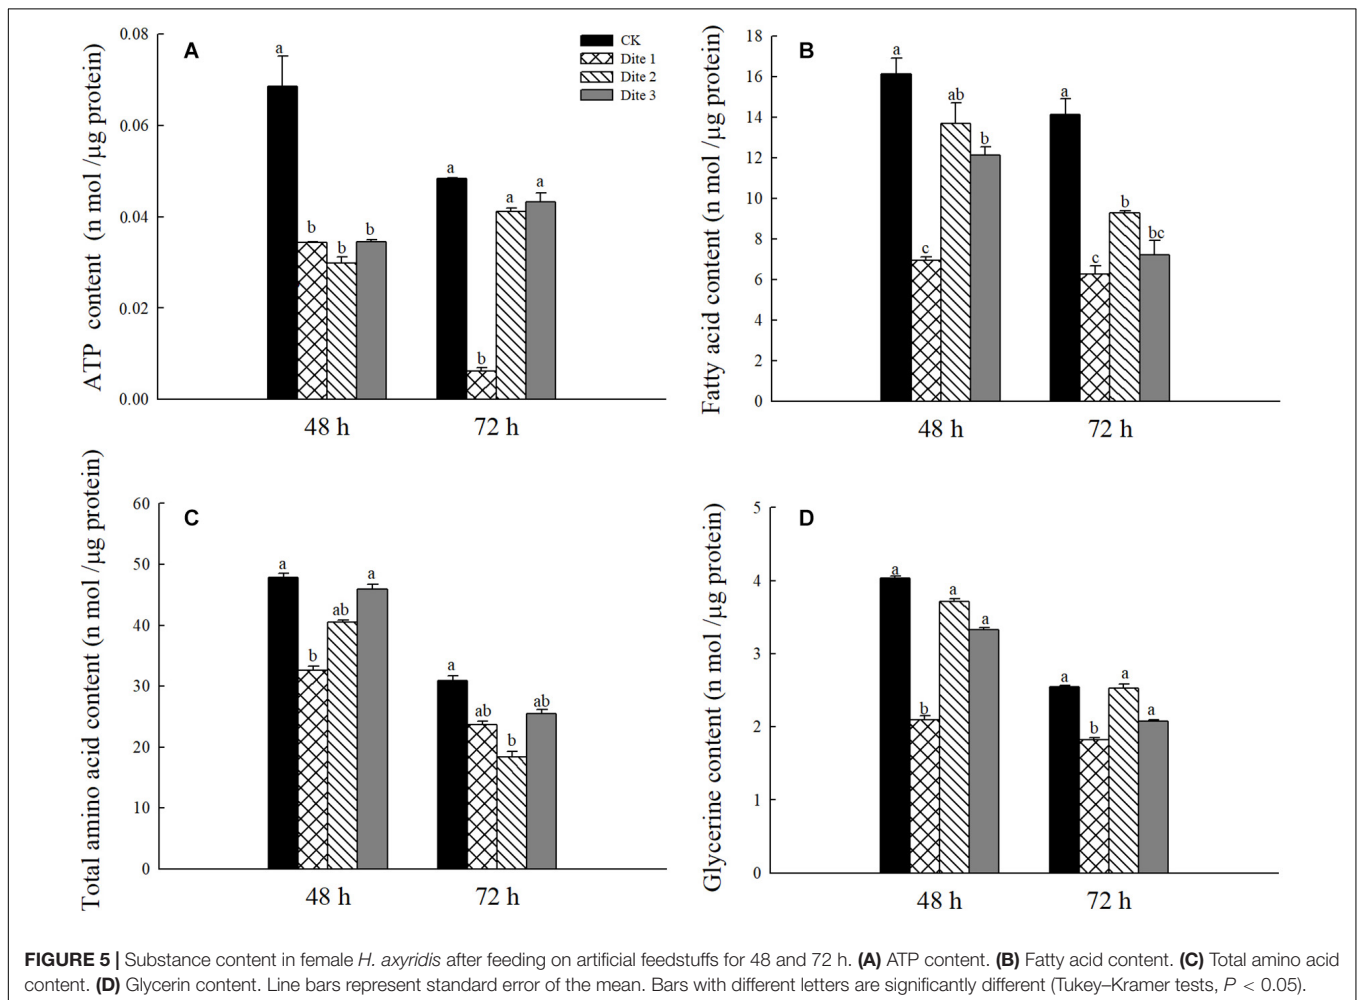 A
ATP content (n mol /µg protein)
0.08
0.06
0.04
0.02
0.00
CK
Dite 1
Dite 2
Dite 3
a
b
b
b
a
b
a
a
48 h
72 h
B
Fatty acid content (n mol /µg protein)
18
16
14
12
10
8
6
4
2
0
a
c
ab
b
a
c
b
bc
48 h
72 h
C
Total amino acid content (n mol /µg protein)
60
50
40
30
20
10
0
a
b
ab
a
a
ab
b
ab
48 h
72 h
D
Glycerine content (n mol /µg protein)
5
4
3
2
1
0
a
b
a
a
a
b
a
a
48 h
72 h
FIGURE 5 | Substance content in female H. axyridis after feeding on artificial feedstuffs for 48 and 72 h. (A) ATP content. (B) Fatty acid content. (C) Total amino acid
content. (D) Glycerin content. Line bars represent standard error of the mean. Bars with different letters are significantly different (Tukey–Kramer tests, P < 0.05).